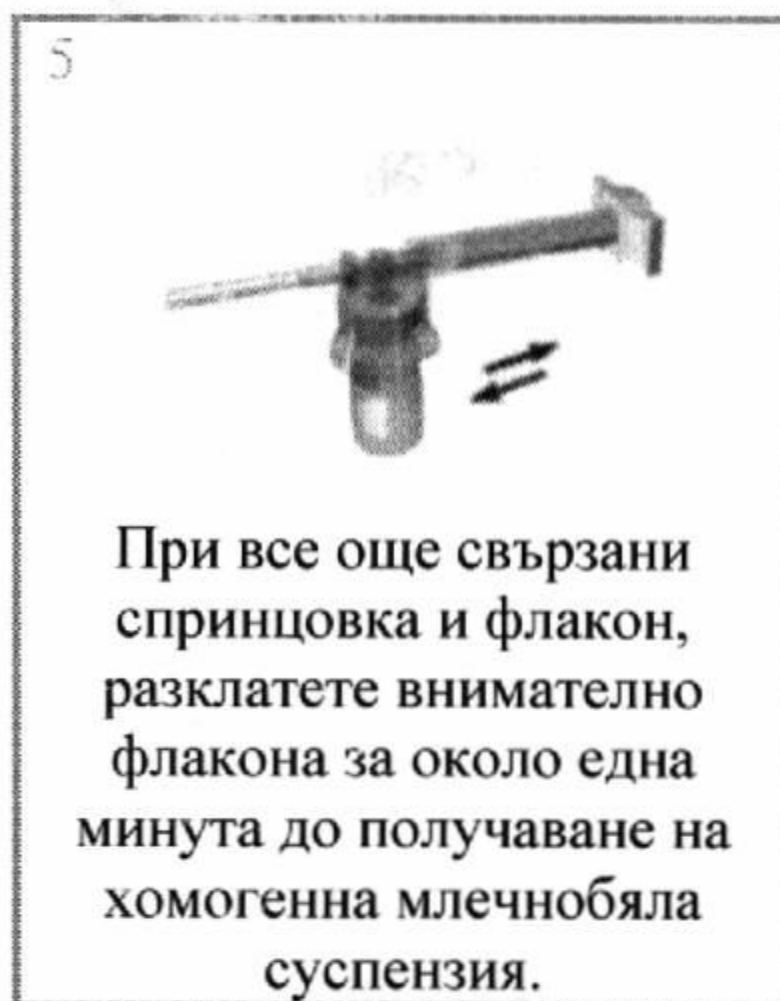 5
При все още свързани
спринцовка и флакон,
разклатете внимателно
флакона за около една
минута до получаване на
хомогенна млечнобяла
суспензия.